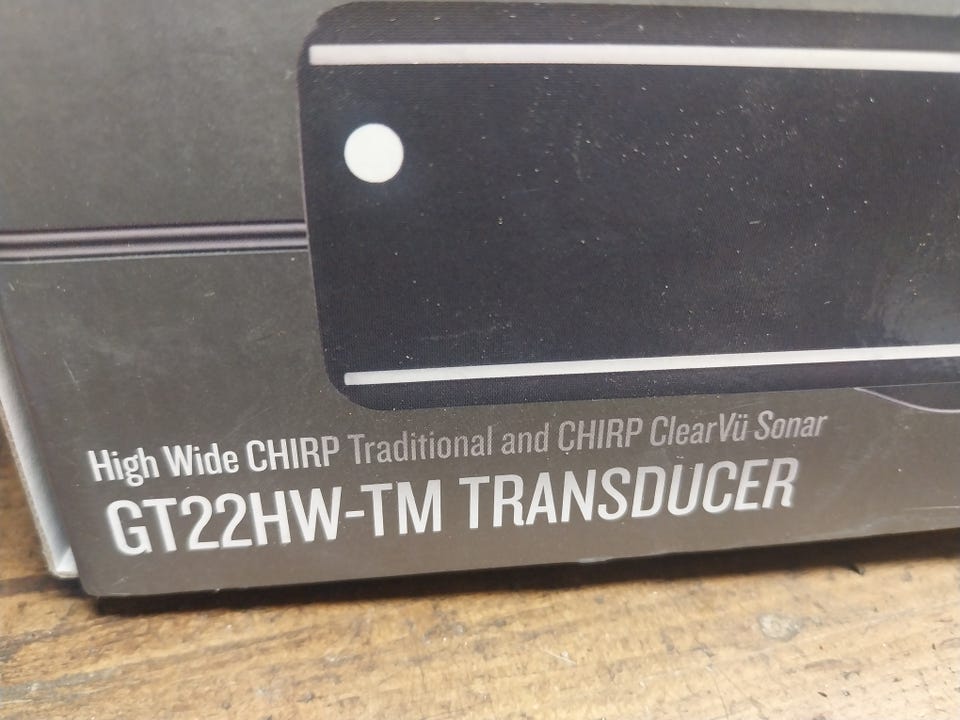 High Wide CHIRP Traditional and CHIRP ClearVü Sonar
GT22HW-TM TRANSDUCER